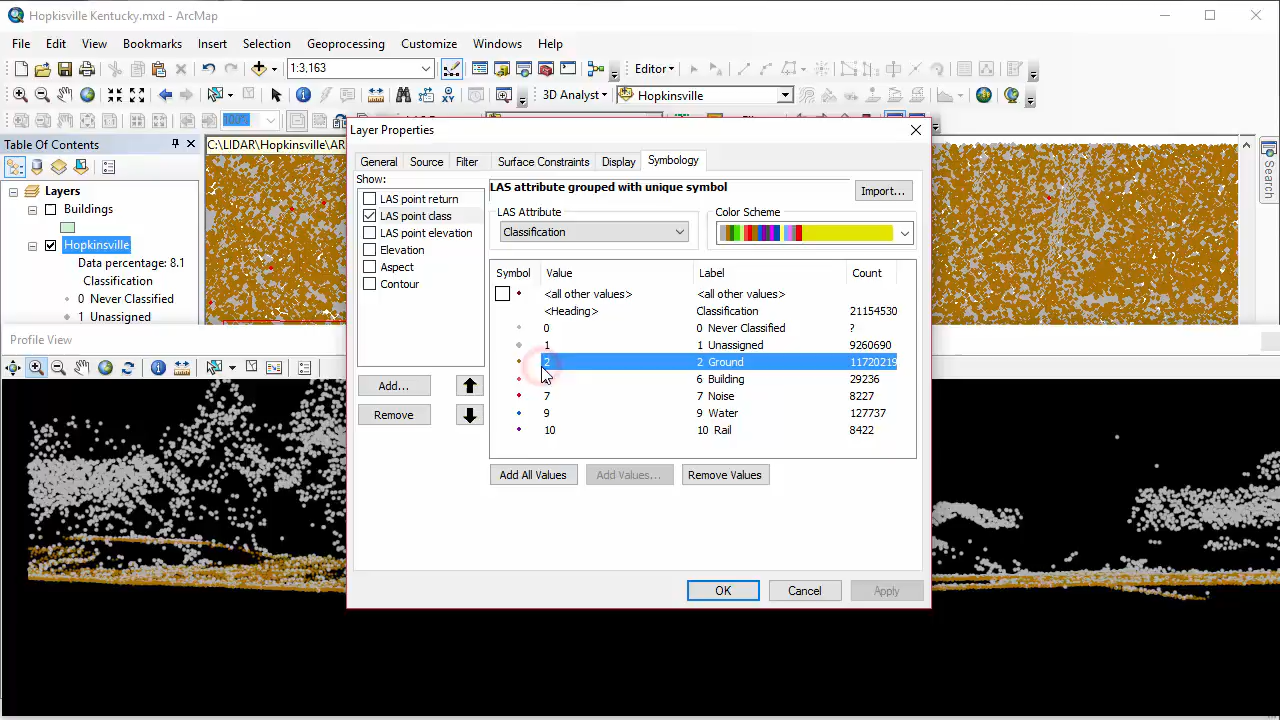 Hopkisville Kentucky.mxd - ArcMap
File Edit View Bookmarks Insert Selection Geoprocessing Customize Windows Help
1:3,163 Editor
3D Analyst Hopkinsville
100%
Table Of Contents
C:\LIDAR\Hopkinsville\AR
Search
Layers
Buildings
Hopkinsville
Data percentage: 8.1
Classification
0 Never Classified
1 Unassigned
Profile View
Layer Properties
General Source Filter Surface Constraints Display Symbology
Show:
LAS point return
LAS point class
LAS point elevation
Elevation
Aspect
Contour
Add...
Remove
LAS attribute grouped with unique symbol
Import...
LAS Attribute
Classification
Color Scheme
Symbol Value Label Count
<all other values> <all other values>
<Heading> Classification 21154530
0 0 Never Classified ?
1 1 Unassigned 9260690
2 2 Ground 11720219
6 Building 29236
7 7 Noise 8227
9 9 Water 127737
10 10 Rail 8422
Add All Values Add Values... Remove Values
OK Cancel Apply